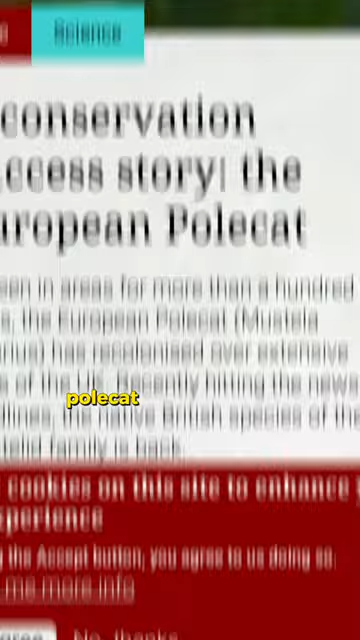 Science
conservation
ccess story| the
uropean Polecat
een in areas for more than a hundred
s, the European Polecat (Mustela
has recolonised over extensive
s of the recently hitting the news
polecat
British species of the
family is back.
cookies on this site to enhance
xperience
g the Accept button, you agree to us doing so.
me more info
agree
No, thanks